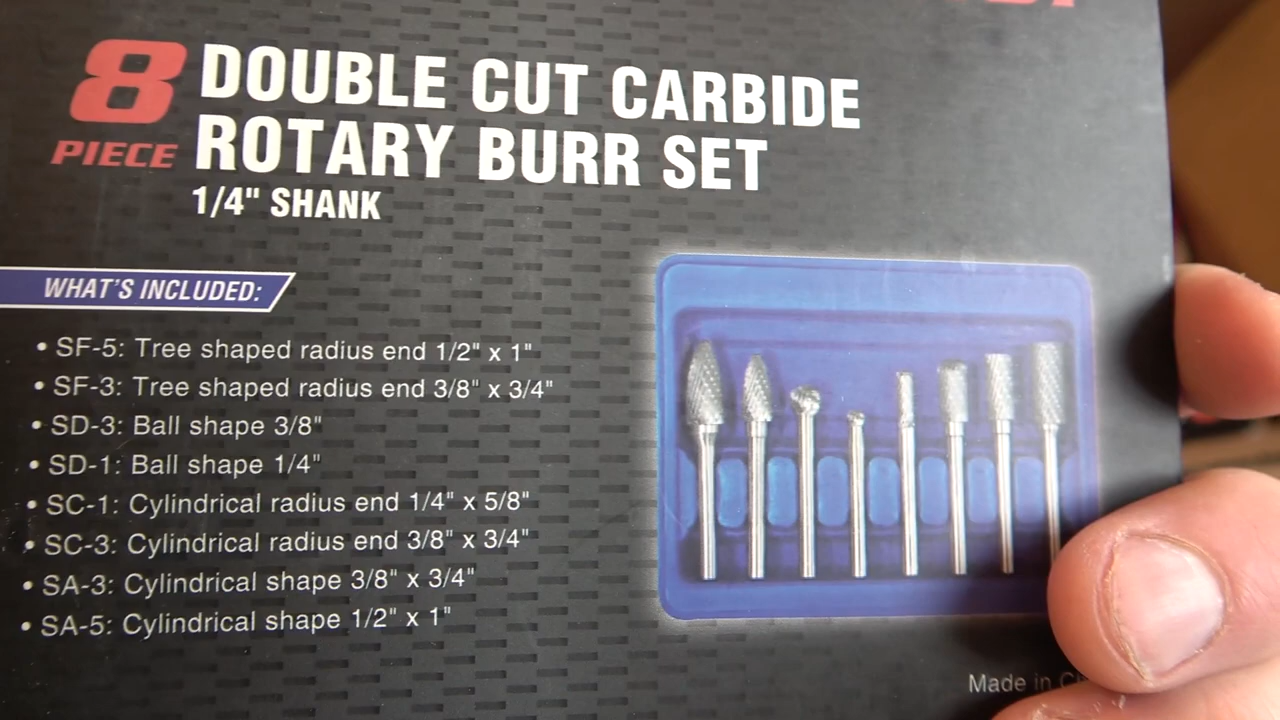 8 PIECE
DOUBLE CUT CARBIDE
ROTARY BURR SET
1/4" SHANK
WHAT'S INCLUDED:
• SF-5: Tree shaped radius end 1/2" x 1"
• SF-3: Tree shaped radius end 3/8" x 3/4"
• SD-3: Ball shape 3/8"
• SD-1: Ball shape 1/4"
• SC-1: Cylindrical radius end 1/4" x 5/8"
• SC-3: Cylindrical radius end 3/8" x 3/4"
• SA-3: Cylindrical shape 3/8" x 3/4"
• SA-5: Cylindrical shape 1/2" x 1"
Made in